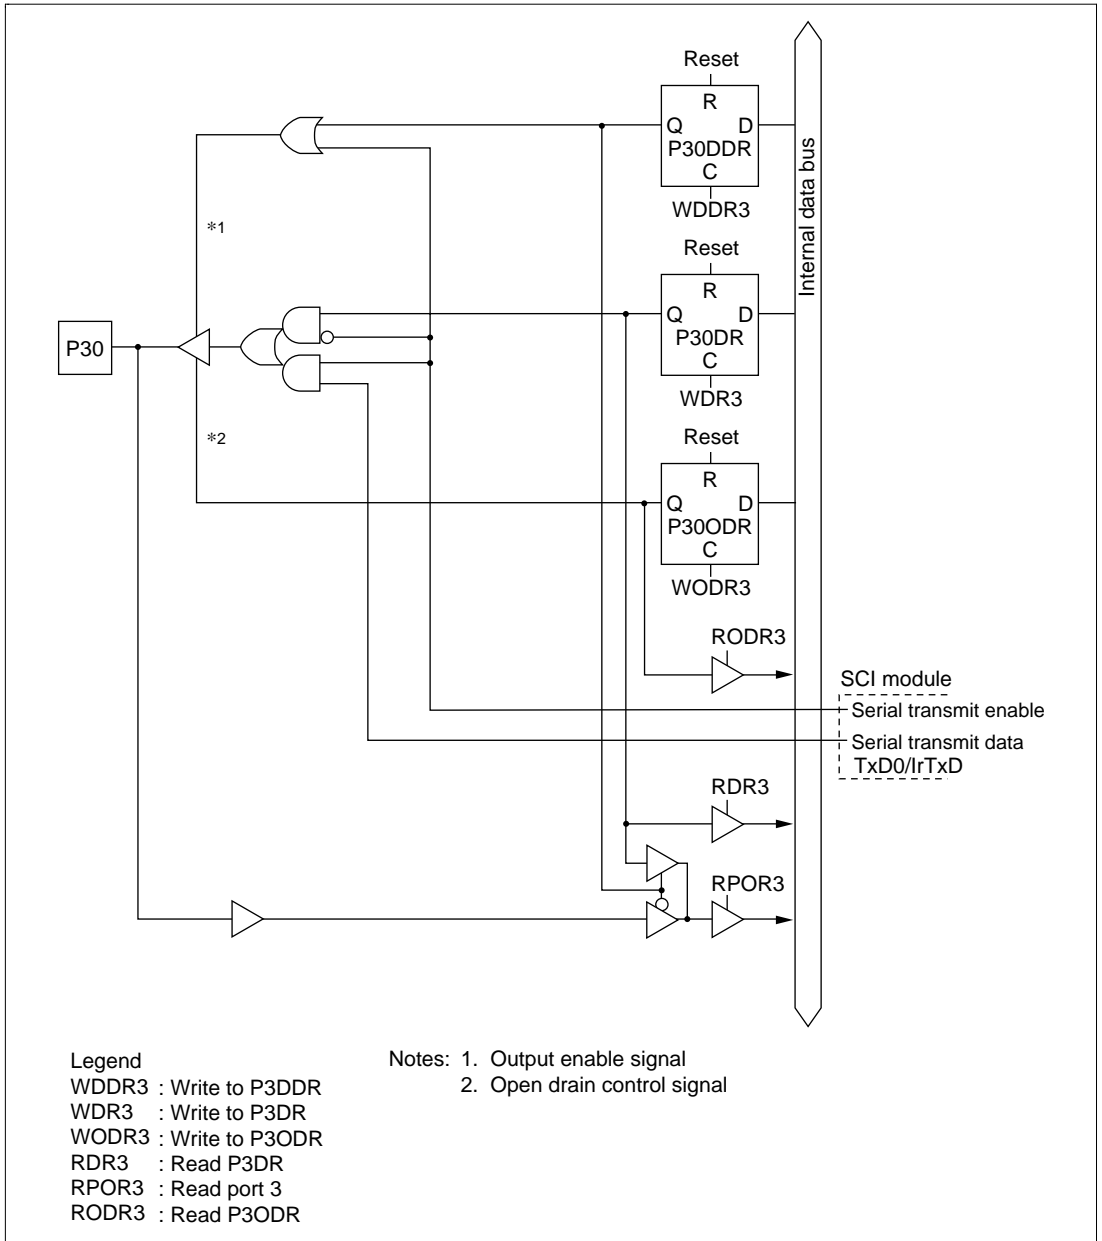 Reset
R
Q D
P30DDR
C
WDDR3
Internal data bus
*1
Reset
R
Q D
P30DR
C
WDR3
P30
*2
Reset
R
Q D
P30ODR
C
WODR3
RODR3
SCI module
Serial transmit enable
Serial transmit data
TxD0/IrTxD
RDR3
RPOR3
Legend
WDDR3 : Write to P3DDR
WDR3 : Write to P3DR
WODR3 : Write to P3ODR
RDR3 : Read P3DR
RPOR3 : Read port 3
RODR3 : Read P3ODR
Notes: 1. Output enable signal
2. Open drain control signal